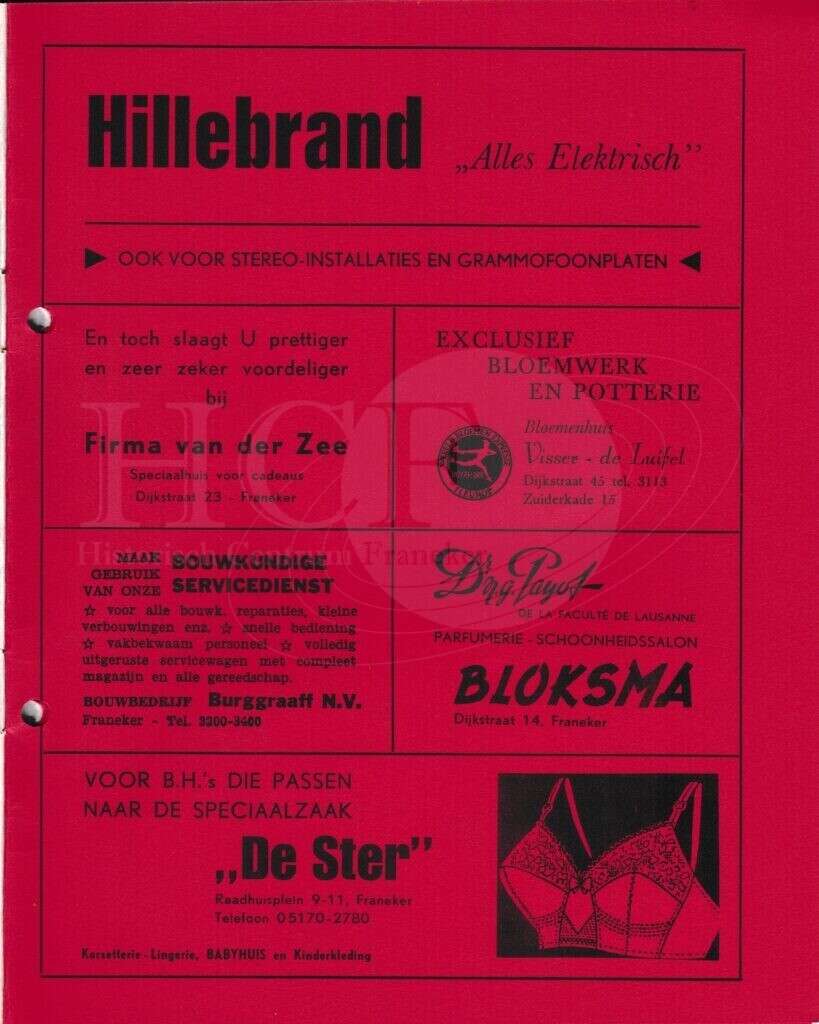 Hillebrand „Alles Elektrisch”
OOK VOOR STEREO-INSTALLATIES EN GRAMMOFOONPLATEN
En toch slaagt U prettiger
en zeer zeker voordeliger
bij
Firma van der Zee
Speciaalhuis voor cadeaus
Dijkstraat 23 - Franeker
EXCLUSIEF
BLOEMWERK
EN POTTERIE
Bloemenhuis
Visser - de Luifel
Dijkstraat 45 tel. 3113
Zuiderkade 15
HCF
Historisch Centrum Franeker
MAAK
GEBRUIK
VAN ONZE
BOUWKUNDIGE
SERVICEDIENST
☆ voor alle bouwk. reparaties, kleine
verbouwingen enz. ☆ snelle bediening
☆ vakbekwaam personeel ☆ volledig
uitgeruste servicewagen met compleet
magazijn en alle gereedschap.
BOUWBEDRIJF Burggraaff N.V.
Franeker - Tel. 3300-3400
Dr. N.G. Payot
DE LA FACULTÉ DE LAUSANNE
PARFUMERIE - SCHOONHEIDSSALON
BLOKSMA
Dijkstraat 14, Franeker
VOOR B.H.'s DIE PASSEN
NAAR DE SPECIAALZAAK
„De Ster”
Raadhuisplein 9-11, Franeker
Telefoon 05170-2780
Korsetterie - Lingerie, BABYHUIS en Kinderkleding